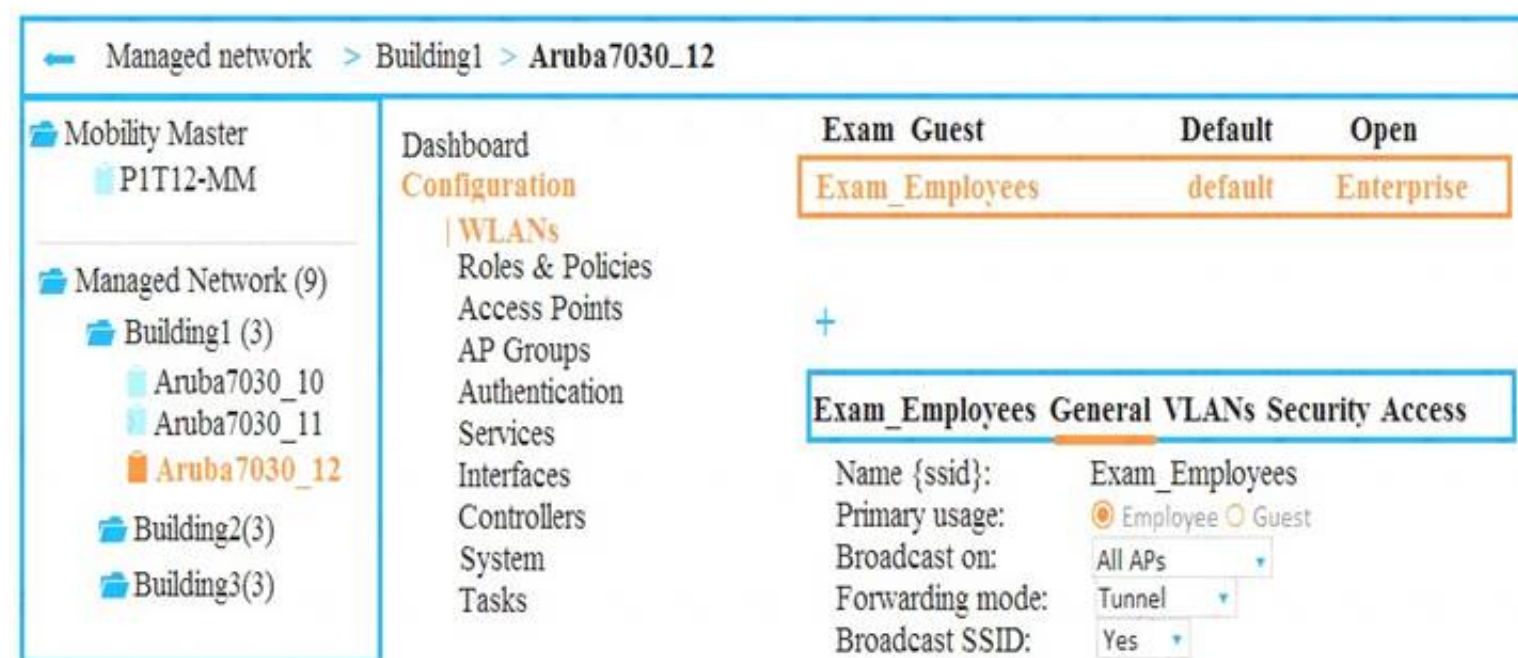 Managed network > Building1 > Aruba7030_12
Mobility Master
P1T12-MM
Managed Network (9)
Building1 (3)
Aruba7030_10
Aruba7030_11
Aruba7030_12
Building2(3)
Building3(3)
Dashboard
Configuration
WLANs
Roles & Policies
Access Points
AP Groups
Authentication
Services
Interfaces
Controllers
System
Tasks
Exam Guest Default Open
Exam_Employees default Enterprise
+
Exam_Employees General VLANs Security Access
Name {ssid}: Exam_Employees
Primary usage: Employee Guest
Broadcast on: All APs
Forwarding mode: Tunnel
Broadcast SSID: Yes